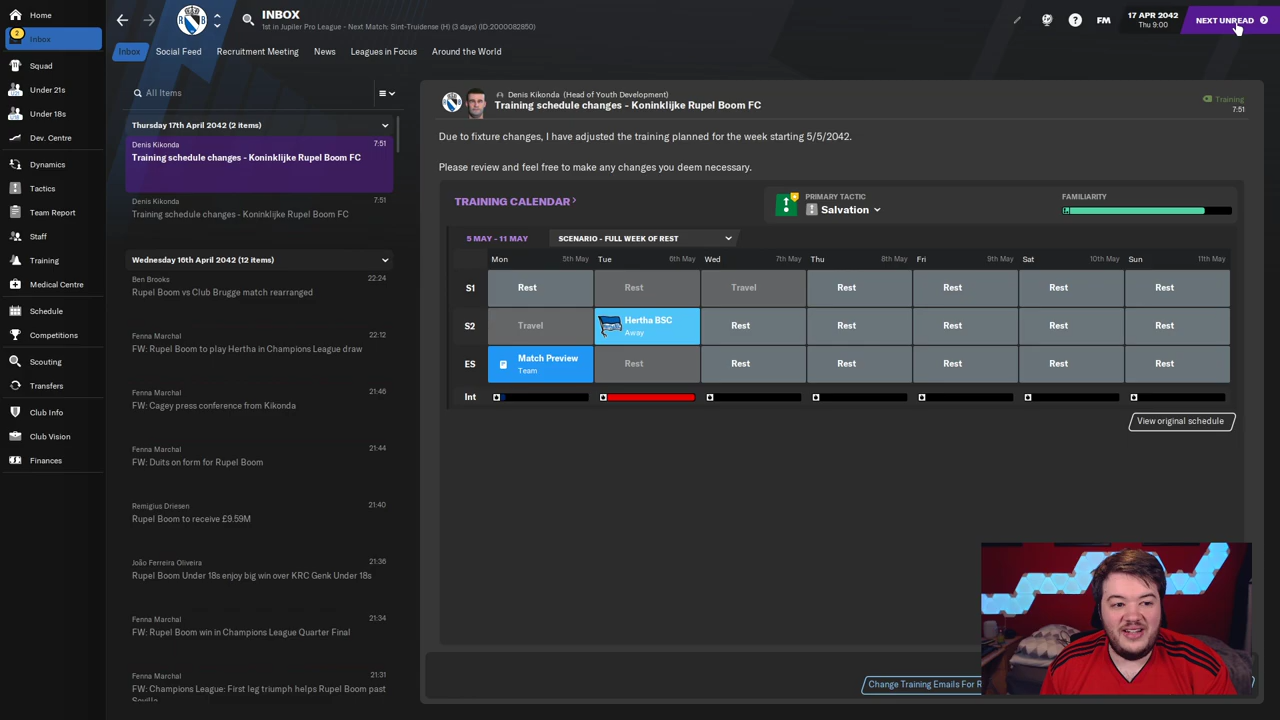 Home
INBOX
1st in Jupiler Pro League - Next Match: Sint-Truidense (H) (3 days) (ID:2000082850)
FM
17 APR 2042
Thu 9:00
NEXT UNREAD
2
Inbox
Squad
Under 21s
Under 18s
Dev. Centre
Dynamics
Tactics
Team Report
Staff
Training
Medical Centre
Schedule
Competitions
Scouting
Transfers
Club Info
Club Vision
Finances
Inbox
Social Feed
Recruitment Meeting
News
Leagues in Focus
Around the World
All Items
Thursday 17th April 2042 (2 items)
Denis Kikonda 7:51
Training schedule changes - Koninklijke Rupel Boom FC
Denis Kikonda 7:51
Training schedule changes - Koninklijke Rupel Boom FC
Wednesday 16th April 2042 (12 items)
Ben Brooks 22:24
Rupel Boom vs Club Brugge match rearranged
Fenna Marchal 22:12
FW: Rupel Boom to play Hertha in Champions League draw
Fenna Marchal 21:46
FW: Cagey press conference from Kikonda
Fenna Marchal 21:44
FW: Duits on form for Rupel Boom
Remigius Driesen 21:40
Rupel Boom to receive £9.59M
João Ferreira Oliveira 21:36
Rupel Boom Under 18s enjoy big win over KRC Genk Under 18s
Fenna Marchal 21:34
FW: Rupel Boom win in Champions League Quarter Final
Fenna Marchal 21:31
FW: Champions League: First leg triumph helps Rupel Boom past
Sevilla
Denis Kikonda (Head of Youth Development)
Training schedule changes - Koninklijke Rupel Boom FC
Training
7:51
Due to fixture changes, I have adjusted the training planned for the week starting 5/5/2042.
Please review and feel free to make any changes you deem necessary.
TRAINING CALENDAR
PRIMARY TACTIC
Salvation
FAMILIARITY
5 MAY - 11 MAY
SCENARIO - FULL WEEK OF REST
Mon 5th May Tue 6th May Wed 7th May Thu 8th May Fri 9th May Sat 10th May Sun 11th May
S1 Rest Rest Travel Rest Rest Rest Rest
S2 Travel Hertha BSC Rest Rest Rest Rest Rest
Away
ES Match Preview Rest Rest Rest Rest Rest Rest
Team
Int
View original schedule
Change Training Emails For R